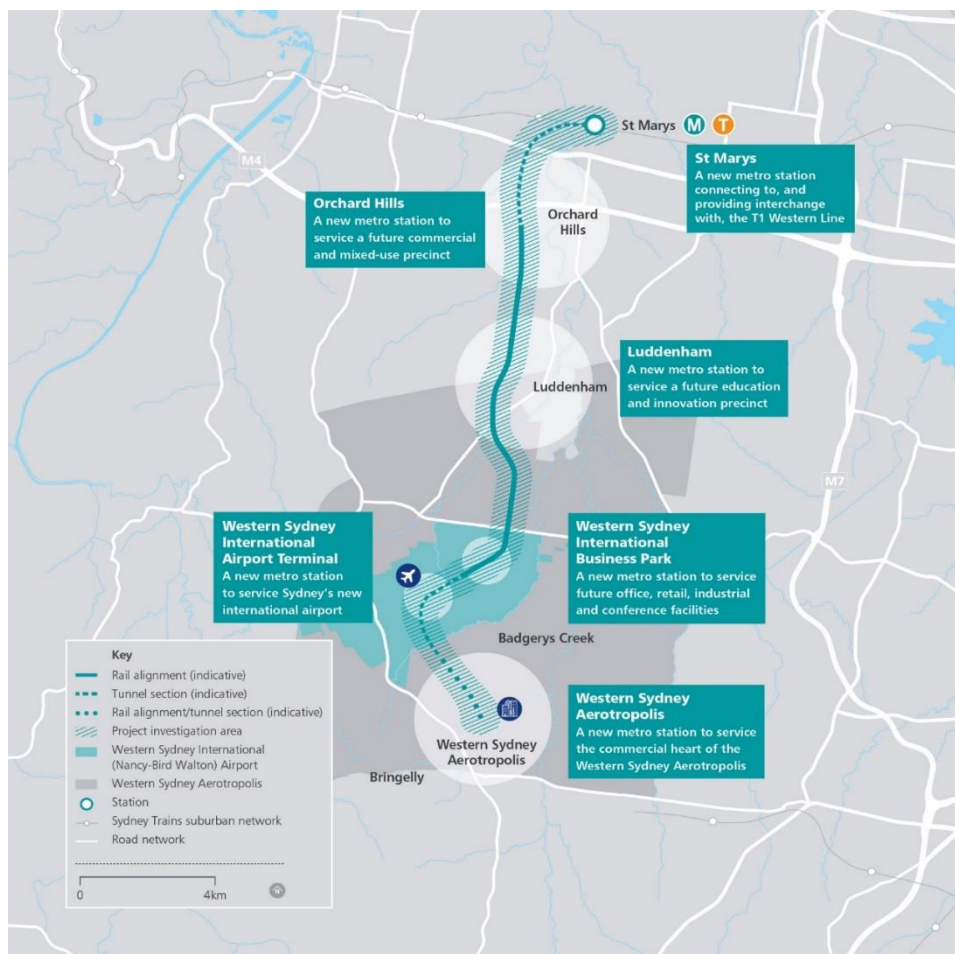 St Marys M T
St Marys
A new metro station
connecting to, and
providing interchange
with, the T1 Western Line
M4
Orchard Hills
A new metro station to
service a future commercial
and mixed-use precinct
Orchard
Hills
Luddenham
A new metro station to
service a future education
and innovation precinct
Luddenham
M7
Western Sydney
International
Airport Terminal
A new metro station
to service Sydney's new
international airport
Western Sydney
International
Business Park
A new metro station to service
future office, retail, industrial
and conference facilities
Badgerys Creek
Western Sydney
Aerotropolis
A new metro station to service
the commercial heart of the
Western Sydney Aerotropolis
Western Sydney
Aerotropolis
Bringelly
Key
Rail alignment (indicative)
Tunnel section (indicative)
Rail alignment/tunnel section (indicative)
Project investigation area
Western Sydney International
(Nancy-Bird Walton) Airport
Western Sydney Aerotropolis
Station
Sydney Trains suburban network
Road network
0 4km